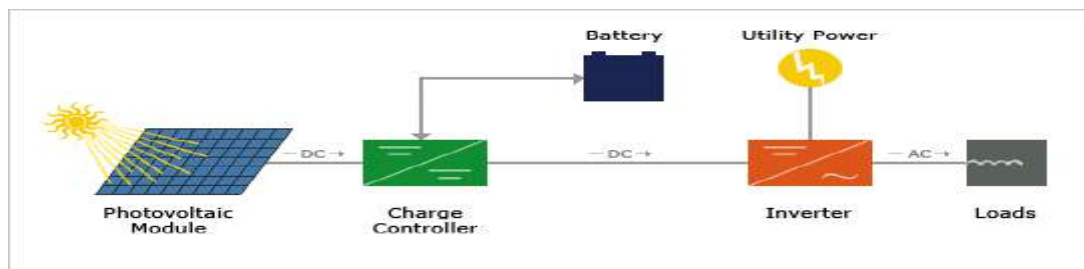 Battery
Utility Power
— DC →
— DC →
— AC →
Photovoltaic
Module
Charge
Controller
Inverter
Loads